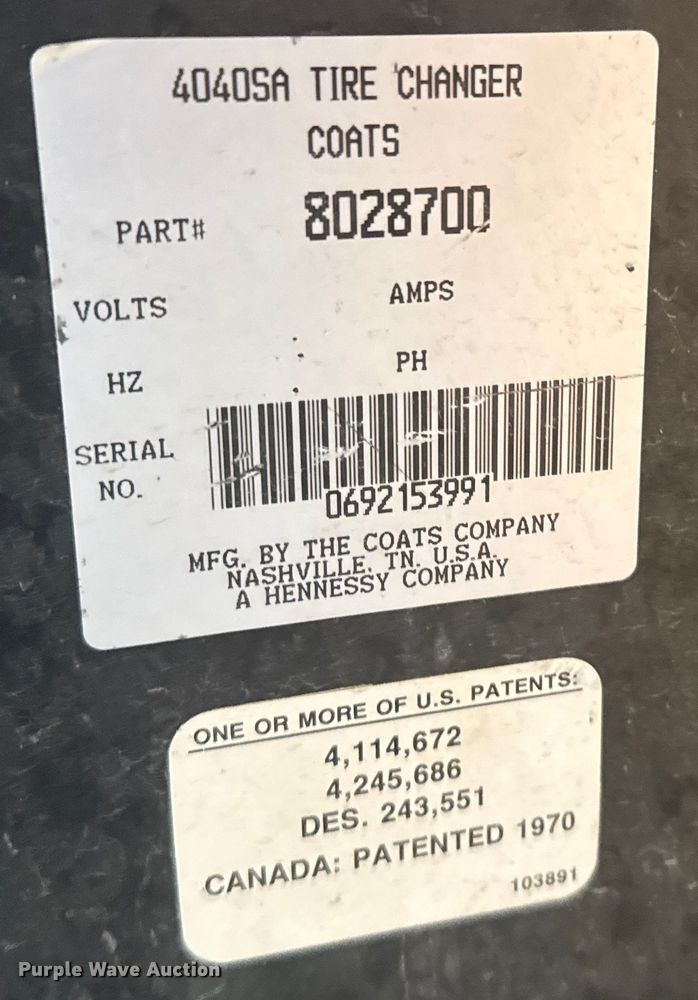 4040SA TIRE CHANGER
COATS
PART# 8028700
VOLTS AMPS
HZ PH
SERIAL
NO.
0692153991
MFG. BY THE COATS COMPANY
NASHVILLE, TN. U.S.A.
A HENNESSY COMPANY
ONE OR MORE OF U.S. PATENTS:
4,114,672
4,245,686
DES. 243,551
CANADA: PATENTED 1970
103891
Purple Wave Auction